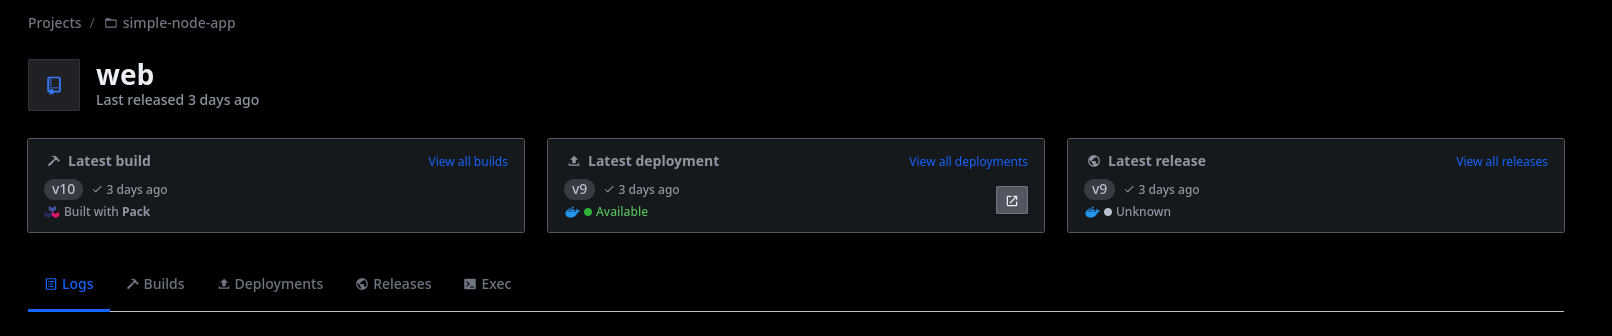 Projects / simple-node-app
web
Last released 3 days ago
Latest build View all builds
v10 3 days ago
Built with Pack
Latest deployment View all deployments
v9 3 days ago
Available
Latest release View all releases
v9 3 days ago
Unknown
Logs Builds Deployments Releases Exec